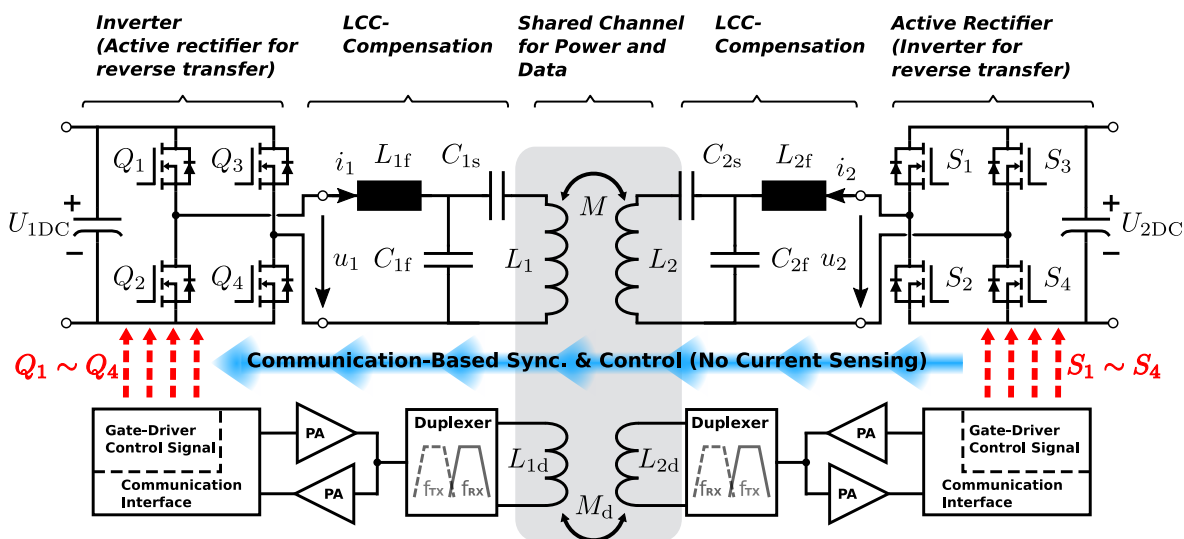 Inverter
(Active rectifier for
reverse transfer)
LCC-
Compensation
Shared Channel
for Power and
Data
LCC-
Compensation
Active Rectifier
(Inverter for
reverse transfer)
Q1
Q3
i1
L1f
C1s
M
C2s
L2f
i2
S1
S3
+
U1DC
−
Q2
Q4
u1
C1f
L1
L2
C2f
u2
S2
S4
+
U2DC
−
Q1 ∼ Q4
Communication-Based Sync. & Control (No Current Sensing)
S1 ∼ S4
Gate-Driver
Control Signal
Communication
Interface
PA
PA
Duplexer
fTX
fRX
L1d
Md
L2d
Duplexer
fRX
fTX
PA
PA
Gate-Driver
Control Signal
Communication
Interface